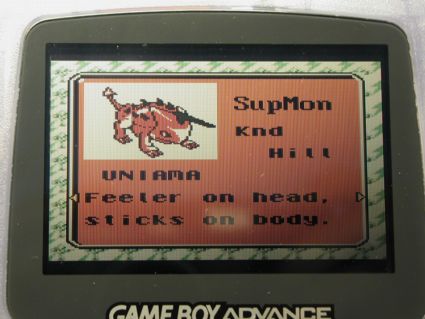 SupMon
Knd
Hill
UNIAMA
Feeler on head,
sticks on body.
GAME BOY ADVANCE